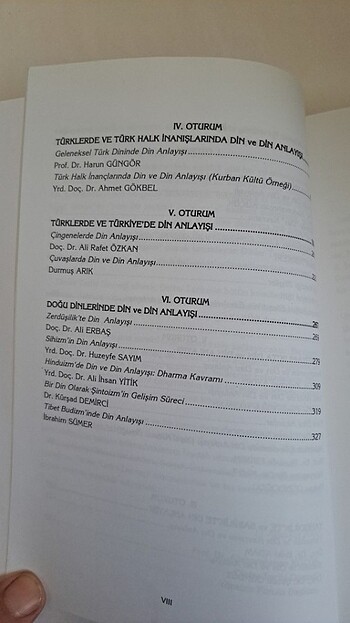 IV. OTURUM
TÜRKLERDE VE TÜRK HALK İNANIŞLARINDA DİN ve DİN ANLAYIŞI
Geleneksel Türk Dininde Din Anlayışı
Prof. Dr. Harun GÜNGÖR
Türk Halk İnançlarında Din ve Din Anlayışı (Kurban Kültü Örneği)
Yrd. Doç. Dr. Ahmet GÖKBEL
V. OTURUM
TÜRKLERDE VE TÜRKİYE'DE DİN ANLAYIŞI
Çingenelerde Din Anlayışı
Doç. Dr. Ali Rafet ÖZKAN
Çuvaşlarda Din ve Din Anlayışı
Durmuş ARIK
VI. OTURUM
DOĞU DİNLERİNDE DİN ve DİN ANLAYIŞI
Zerdüşilik'te Din Anlayışı
Doç. Dr. Ali ERBAŞ
Sihizm'in Din Anlayışı 279
Yrd. Doç. Dr. Huzeyfe SAYIM
Hinduizm'de Din ve Din Anlayışı: Dharma Kavramı 309
Yrd. Doç. Dr. Ali İhsan YİTİK
Bir Din Olarak Şintoizm'in Gelişim Süreci 319
Dr. Kürşad DEMİRCİ
Tibet Budizm'inde Din Anlayışı 327
İbrahim SÜMER
VIII